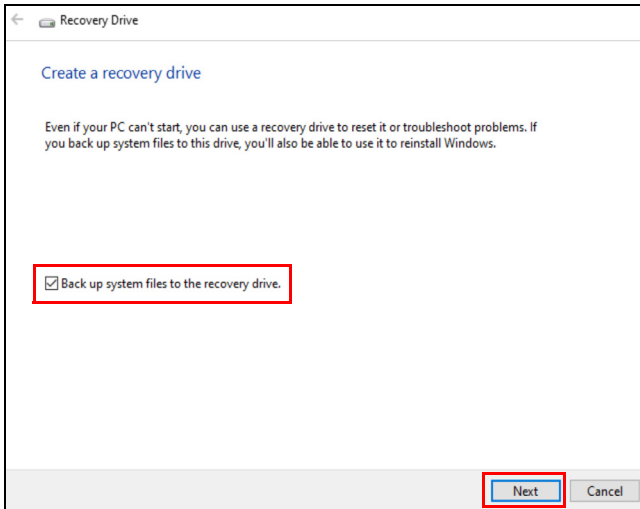 Recovery Drive
Create a recovery drive
Even if your PC can't start, you can use a recovery drive to reset it or troubleshoot problems. If
you back up system files to this drive, you'll also be able to use it to reinstall Windows.
Back up system files to the recovery drive.
Next Cancel